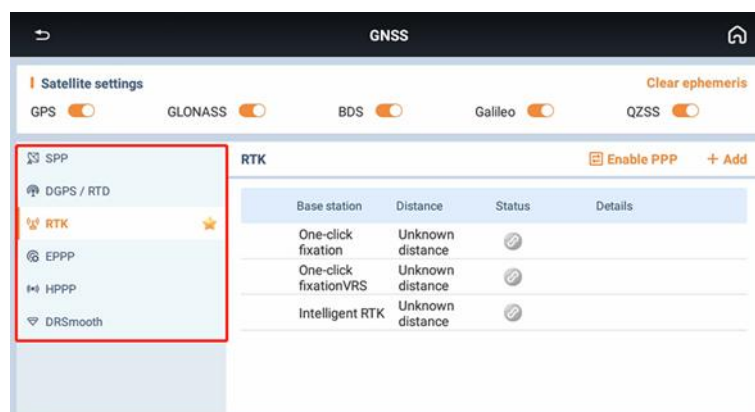 GNSS
Satellite settings Clear ephemeris
GPS GLONASS BDS Galileo QZSS
SPP
DGPS / RTD
RTK
EPPP
HPPP
DRSmooth
RTK Enable PPP + Add
Base station Distance Status Details
One-click fixation Unknown distance
One-click fixationVRS Unknown distance
Intelligent RTK Unknown distance